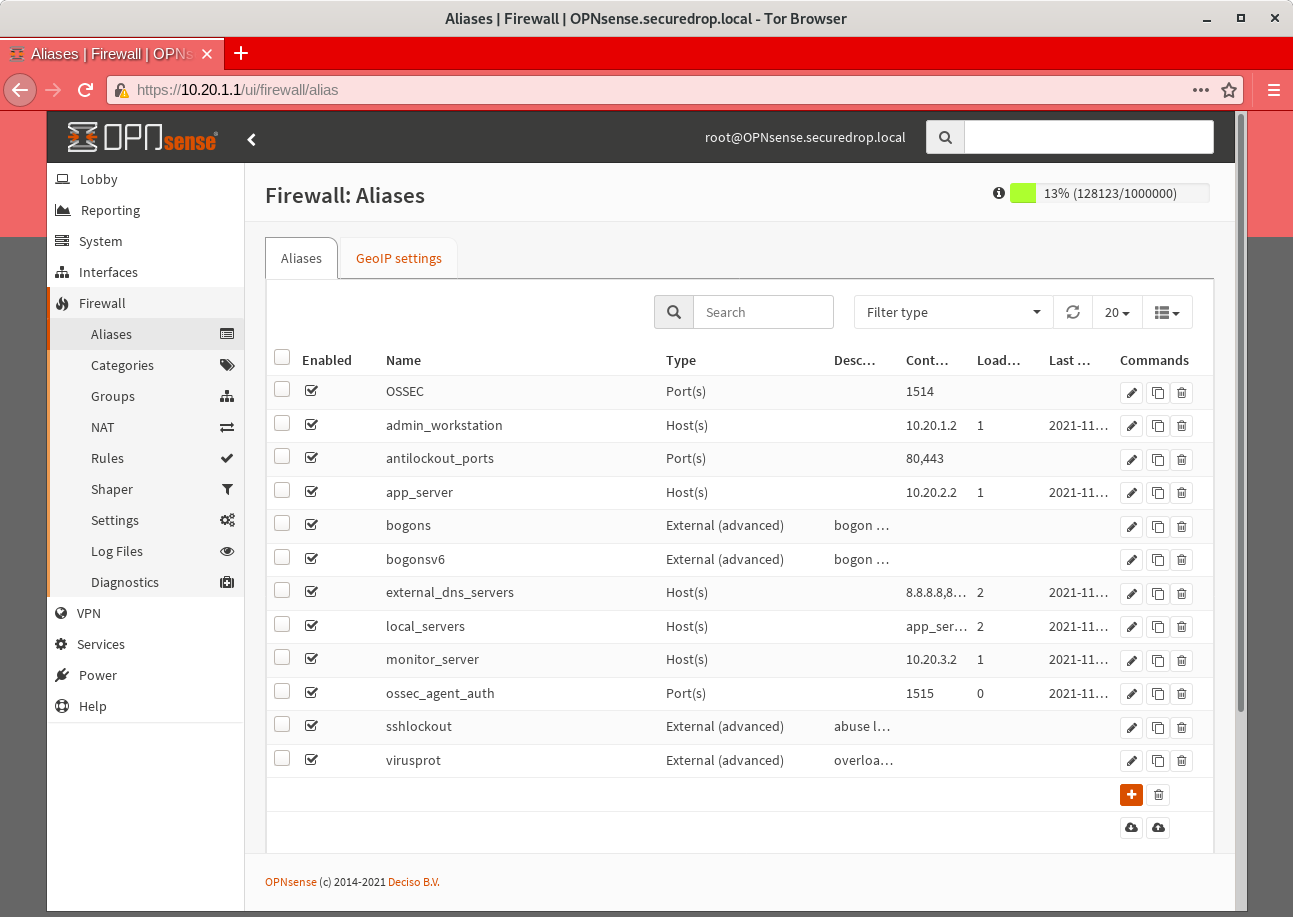 Aliases | Firewall | OPNsense.securedrop.local - Tor Browser
Aliases | Firewall | OPNs
https://10.20.1.1/ui/firewall/alias
OPNsense root@OPNsense.securedrop.local
Lobby
Reporting
System
Interfaces
Firewall
Aliases
Categories
Groups
NAT
Rules
Shaper
Settings
Log Files
Diagnostics
VPN
Services
Power
Help
Firewall: Aliases 13% (128123/1000000)
Aliases GeoIP settings
Search Filter type 20
Enabled Name Type Desc... Cont... Load... Last ... Commands
OSSEC Port(s) 1514
admin_workstation Host(s) 10.20.1.2 1 2021-11...
antilockout_ports Port(s) 80,443
app_server Host(s) 10.20.2.2 1 2021-11...
bogons External (advanced) bogon ...
bogonsv6 External (advanced) bogon ...
external_dns_servers Host(s) 8.8.8.8,8... 2 2021-11...
local_servers Host(s) app_ser... 2 2021-11...
monitor_server Host(s) 10.20.3.2 1 2021-11...
ossec_agent_auth Port(s) 1515 0 2021-11...
sshlockout External (advanced) abuse l...
virusprot External (advanced) overloa...
OPNsense (c) 2014-2021 Deciso B.V.